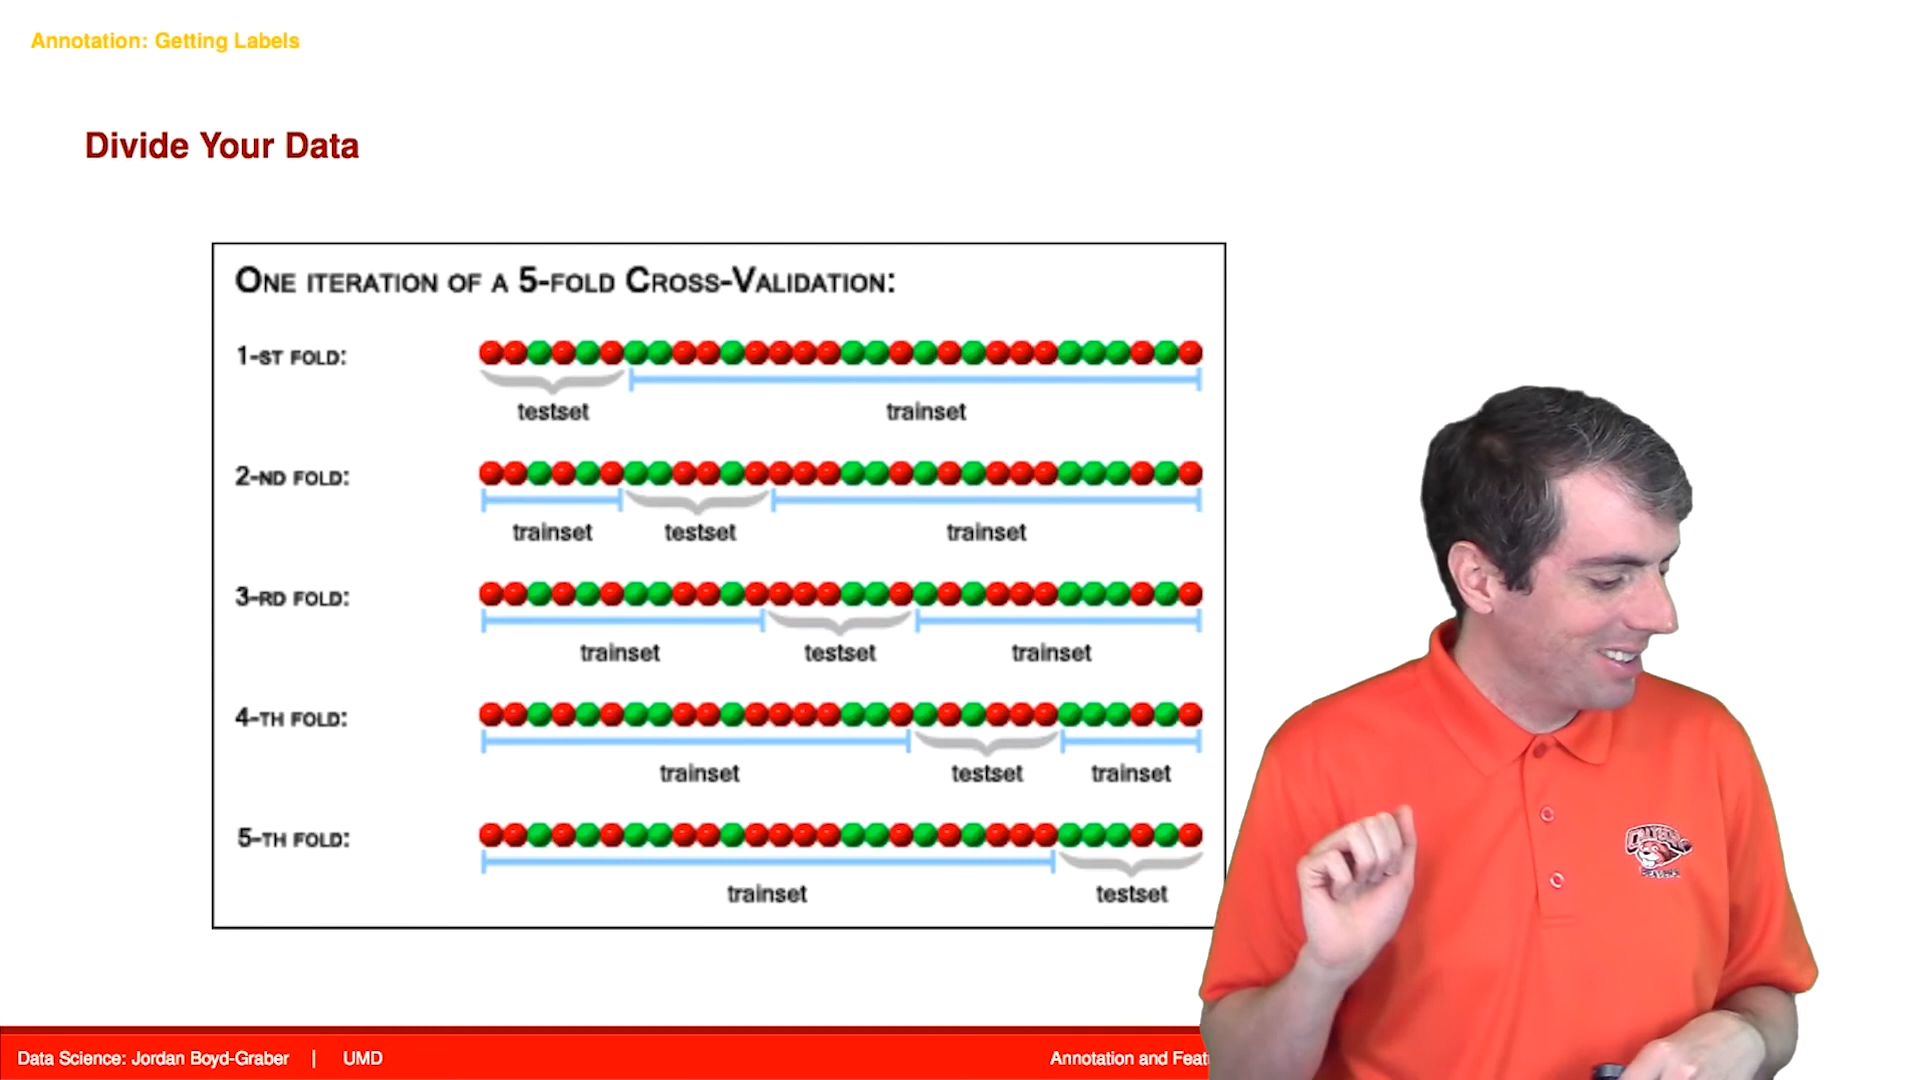 Annotation: Getting Labels
Divide Your Data
ONE ITERATION OF A 5-FOLD CROSS-VALIDATION:
1-ST FOLD:
testset trainset
2-ND FOLD:
trainset testset trainset
3-RD FOLD:
trainset testset trainset
4-TH FOLD:
trainset testset trainset
5-TH FOLD:
trainset testset
Data Science: Jordan Boyd-Graber | UMD Annotation and